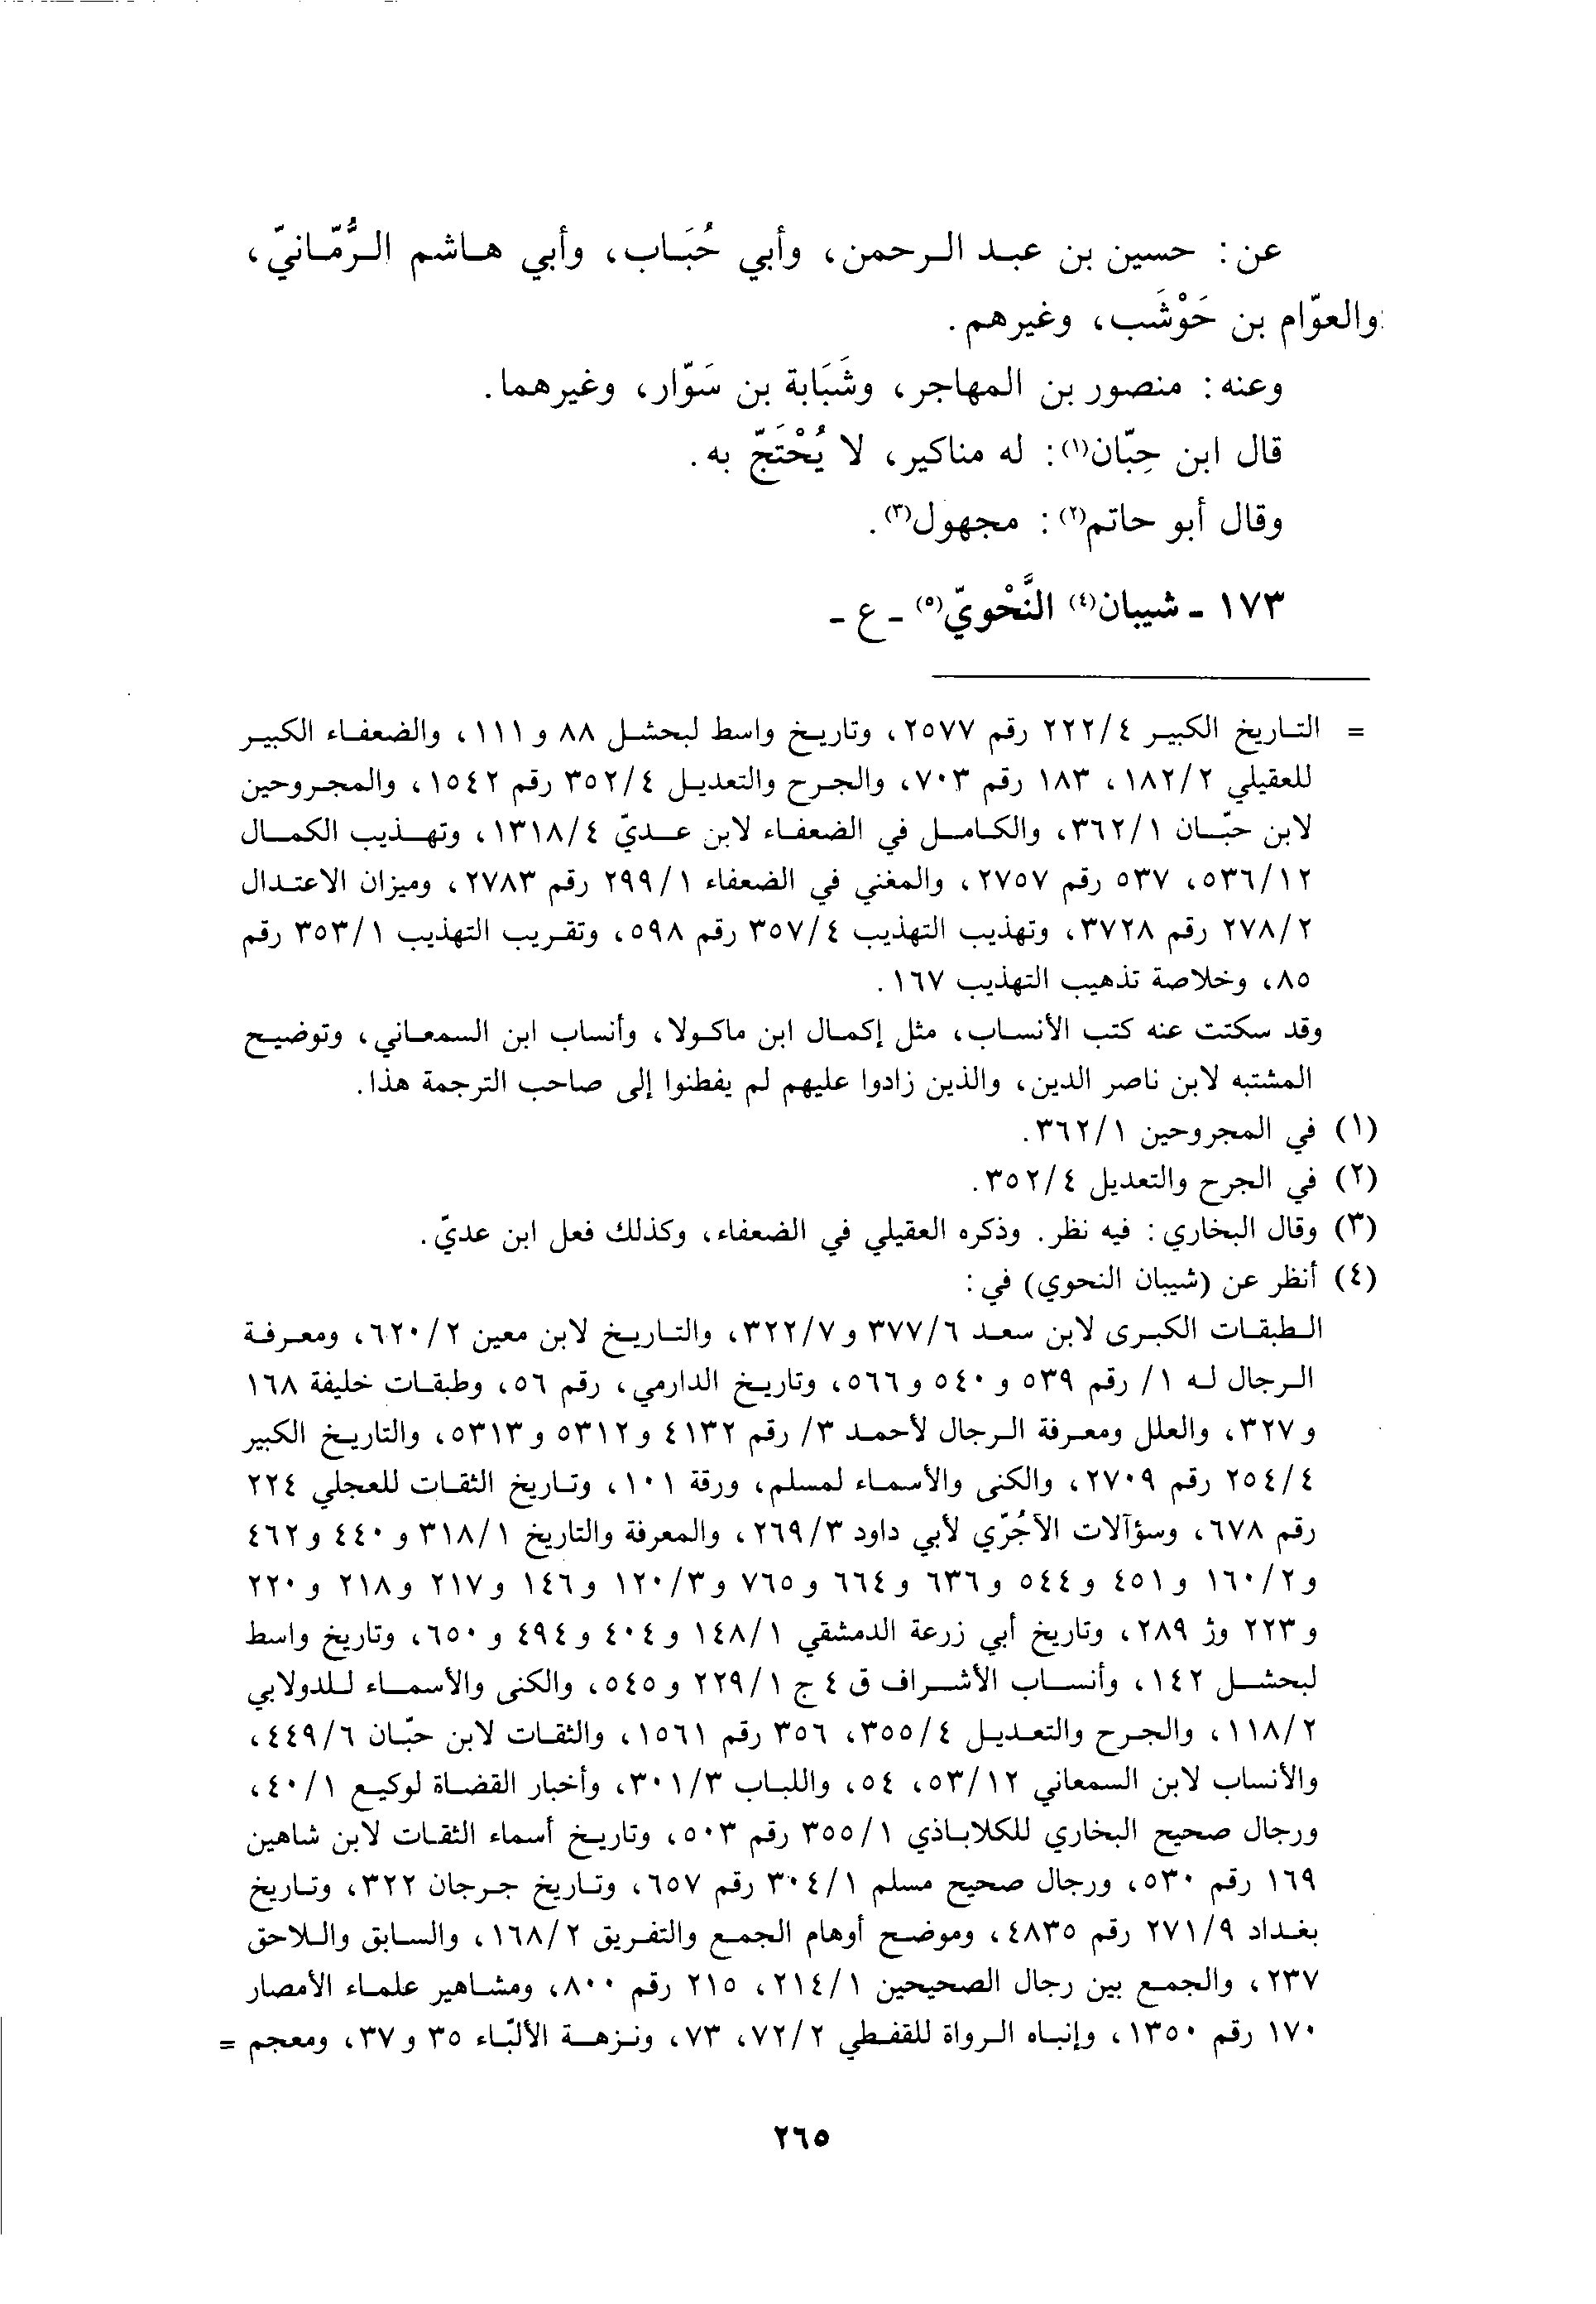 عن: حسين بن عبد الرحمن، وأبي حُبَاب، وأبي هاشم الرُّمّانيّ،
والعوّام بن حَوْشَب، وغيرهم.
وعنه: منصور بن المهاجر، وشَبَابة بن سَوّار، وغيرهما.
قال ابن حِبّان(١): له مناكير، لا يُحْتَجّ به.
وقال أبو حاتم(٢): مجهول(٣).
١٧٣ - شيبان(٤) النَّحْويّ(٥) - ع -
= التاريخ الكبير ٢٢٢/٤ رقم ٢٥٧٧، وتاريخ واسط لبحشل ٨٨ و ١١١، والضعفاء الكبير
للعقيلي ١٨٢/٢، ١٨٣ رقم ٧٠٣، والجرح والتعديل ٣٥٢/٤ رقم ١٥٤٢، والمجروحين
لابن حبّان ٣٦٢/١، والكامل في الضعفاء لابن عديّ ١٣١٨/٤، وتهذيب الكمال
٥٣٦/١٢، ٥٣٧ رقم ٢٧٥٧، والمغني في الضعفاء ٢٩٩/١ رقم ٢٧٨٣، وميزان الاعتدال
٢٧٨/٢ رقم ٣٧٢٨، وتهذيب التهذيب ٣٥٧/٤ رقم ٥٩٨، وتقريب التهذيب ٣٥٣/١ رقم
٨٥، وخلاصة تذهيب التهذيب ١٦٧.
وقد سكتت عنه كتب الأنساب، مثل إكمال ابن ماكولا، وأنساب ابن السمعاني، وتوضيح
المشتبه لابن ناصر الدين، والذين زادوا عليهم لم يفطنوا إلى صاحب الترجمة هذا.
(١) في المجروحين ٣٦٢/١.
(٢) في الجرح والتعديل ٣٥٢/٤.
(٣) وقال البخاري: فيه نظر. وذكره العقيلي في الضعفاء، وكذلك فعل ابن عديّ.
(٤) أنظر عن (شيبان النحوي) في:
الطبقات الكبرى لابن سعد ٣٧٧/٦ و ٣٢٢/٧، والتاريخ لابن معين ٦٢٠/٢، ومعرفة
الرجال له ١/ رقم ٥٣٩ و ٥٤٠ و ٥٦٦، وتاريخ الدارمي، رقم ٥٦، وطبقات خليفة ١٦٨
و ٣٢٧، والعلل ومعرفة الرجال لأحمد ٣/ رقم ٤١٣٢ و ٥٣١٢ و ٥٣١٣، والتاريخ الكبير
٢٥٤/٤ رقم ٢٧٠٩، والكنى والأسماء لمسلم، ورقة ١٠١، وتاريخ الثقات للعجلي ٢٢٤
رقم ٦٧٨، وسؤآلات الآجُرّي لأبي داود ٢٦٩/٣، والمعرفة والتاريخ ٣١٨/١ و ٤٤٠ و ٤٦٢
و ١٦٠/٢ و ٤٥١ و ٥٤٤ و ٦٣٦ و ٦٦٤ و ٧٦٥ و ١٢٠/٣ و ١٤٦ و ٢١٧ و ٢١٨ و ٢٢٠
و ٢٢٣ وژ ٢٨٩، وتاريخ أبي زرعة الدمشقي ١٤٨/١ و ٤٠٤ و ٤٩٤ و ٦٥٠، وتاريخ واسط
لبحشل ١٤٢، وأنساب الأشراف ق ٤ ج ٢٢٩/١ و ٥٤٥، والكنى والأسماء للدولابي
١١٨/٢، والجرح والتعديل ٣٥٥/٤، ٣٥٦ رقم ١٥٦١، والثقات لابن حبّان ٤٤٩/٦،
والأنساب لابن السمعاني ٥٣/١٢، ٥٤، واللباب ٣٠١/٣، وأخبار القضاة لوكيع ٤٠/١،
ورجال صحيح البخاري للكلاباذي ٣٥٥/١ رقم ٥٠٣، وتاريخ أسماء الثقات لابن شاهين
١٦٩ رقم ٥٣٠، ورجال صحيح مسلم ٣٠٤/١ رقم ٦٥٧، وتاريخ جرجان ٣٢٢، وتاريخ
بغداد ٢٧١/٩ رقم ٤٨٣٥، وموضح أوهام الجمع والتفريق ١٦٨/٢، والسابق واللاحق
٢٣٧، والجمع بين رجال الصحيحين ٢١٤/١، ٢١٥ رقم ٨٠٠، ومشاهير علماء الأمصار
١٧٠ رقم ١٣٥٠، وإنباه الرواة للقفطي ٧٢/٢، ٧٣، ونزهة الألبّاء ٣٥ و ٣٧، ومعجم =
٢٦٥